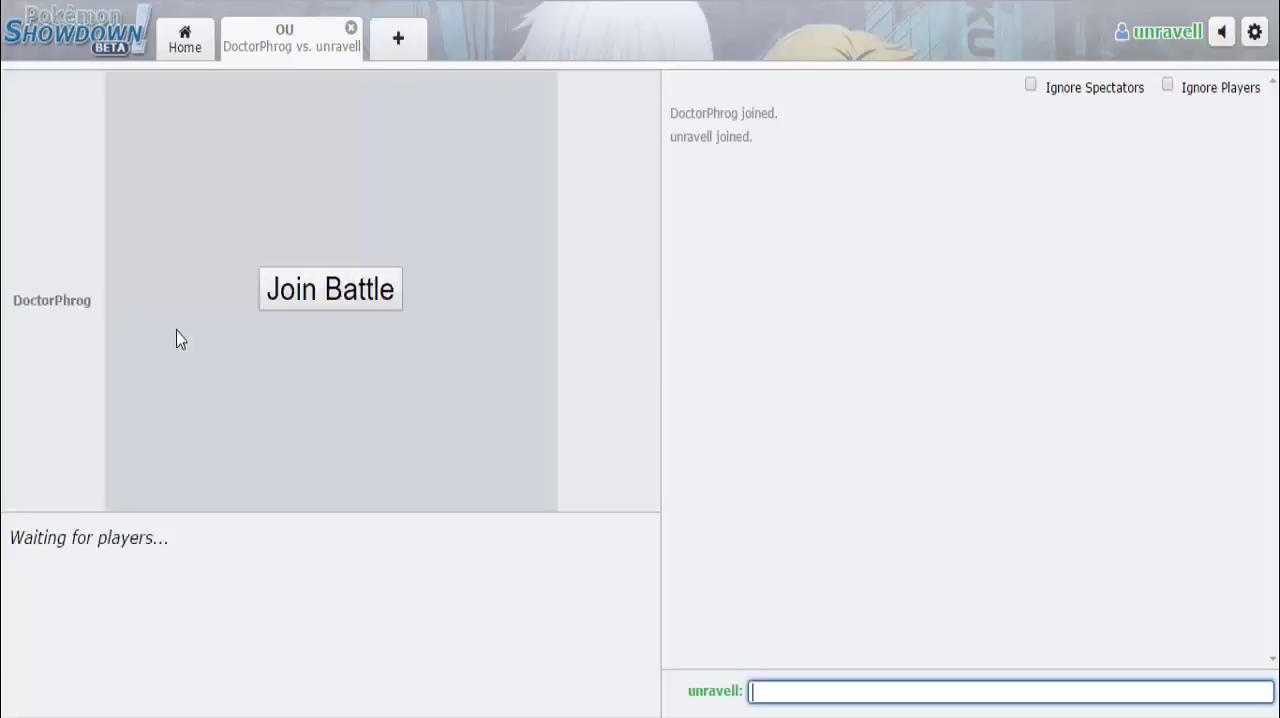 Pokémon
SHOWDOWN!
BETA
Home
OU
DoctorPhrog vs. unravell
+
unravell
KU
Ignore Spectators
Ignore Players
DoctorPhrog joined.
unravell joined.
Join Battle
DoctorPhrog
Waiting for players...
unravell: